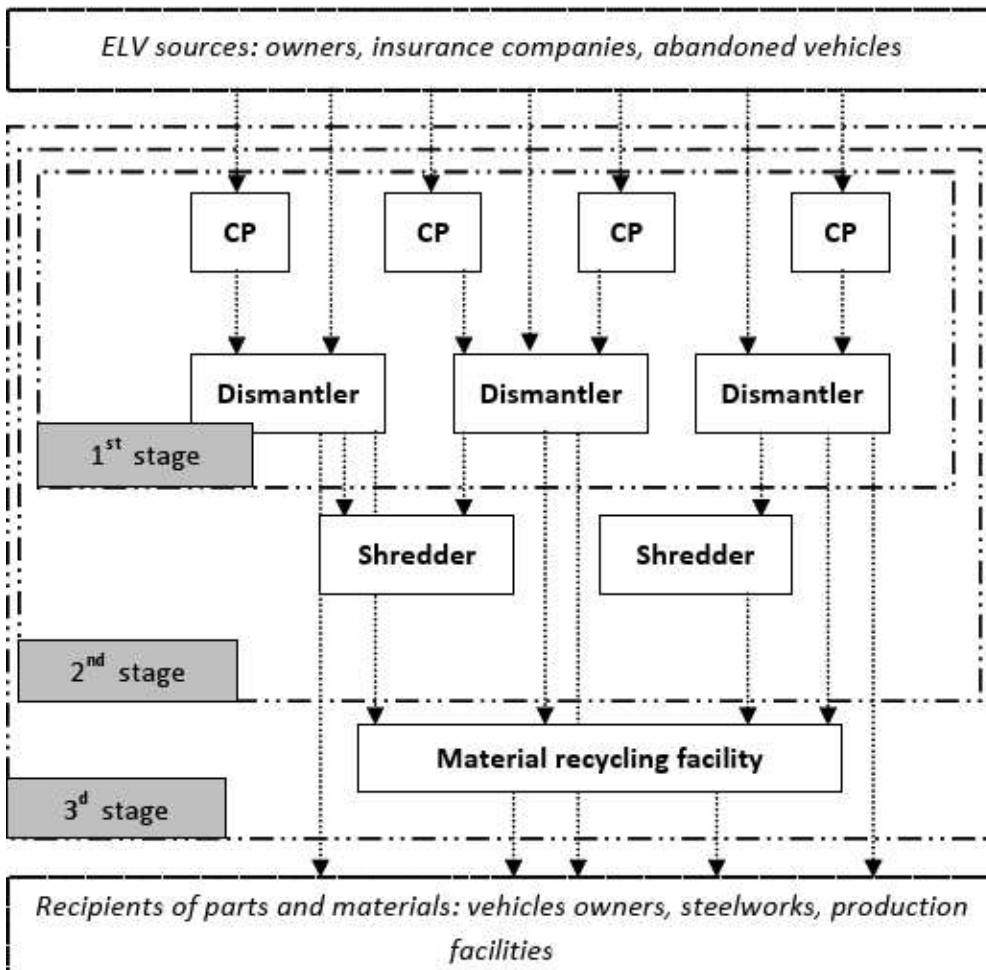 ELV sources: owners, insurance companies, abandoned vehicles
CP CP CP CP
Dismantler Dismantler Dismantler
1st stage
Shredder Shredder
2nd stage
Material recycling facility
3d stage
Recipients of parts and materials: vehicles owners, steelworks, production
facilities